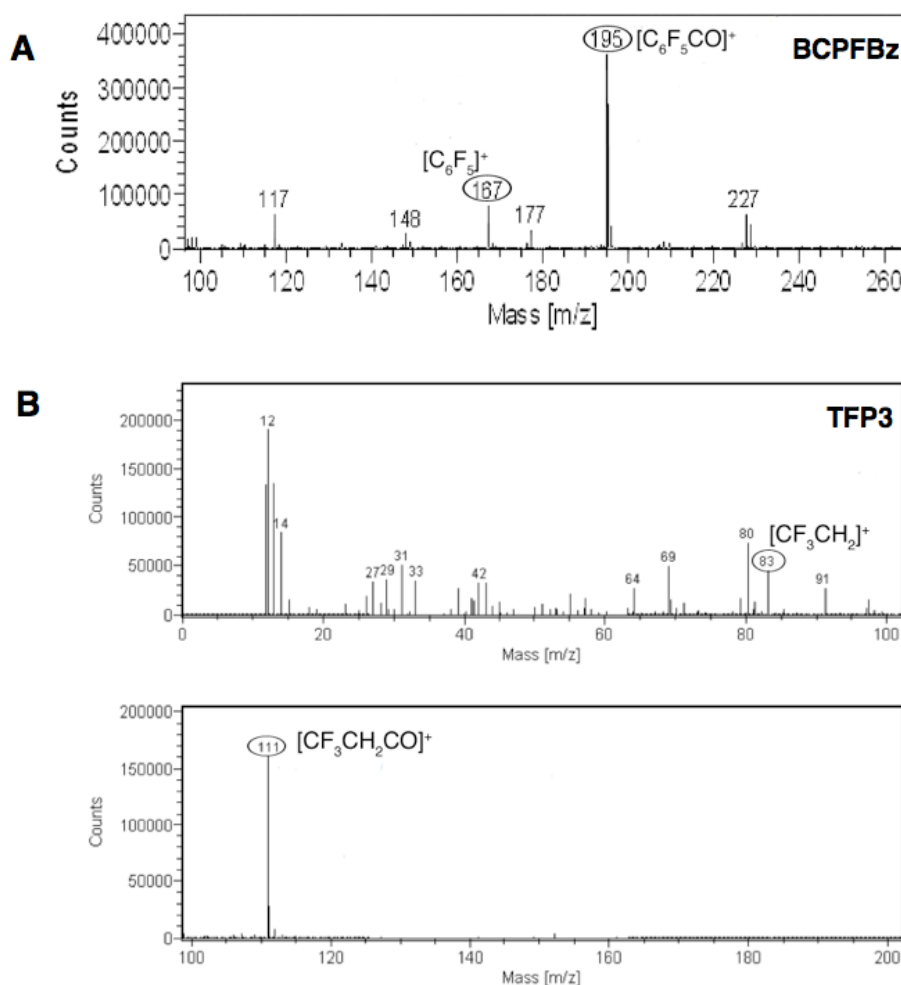 A
BCPFBz
400000
300000
200000
100000
0
Counts
117
148
[C₆F₅]⁺
167
177
195 [C₆F₅CO]⁺
227
100 120 140 160 180 200 220 240 260
Mass [m/z]
B
TFP3
200000
150000
100000
50000
0
Counts
12
14
27 29 31 33
42
64
69
80
[CF₃CH₂]⁺
83
91
0 20 40 60 80 100
Mass [m/z]
200000
150000
100000
50000
0
Counts
111 [CF₃CH₂CO]⁺
100 120 140 160 180 200
Mass [m/z]